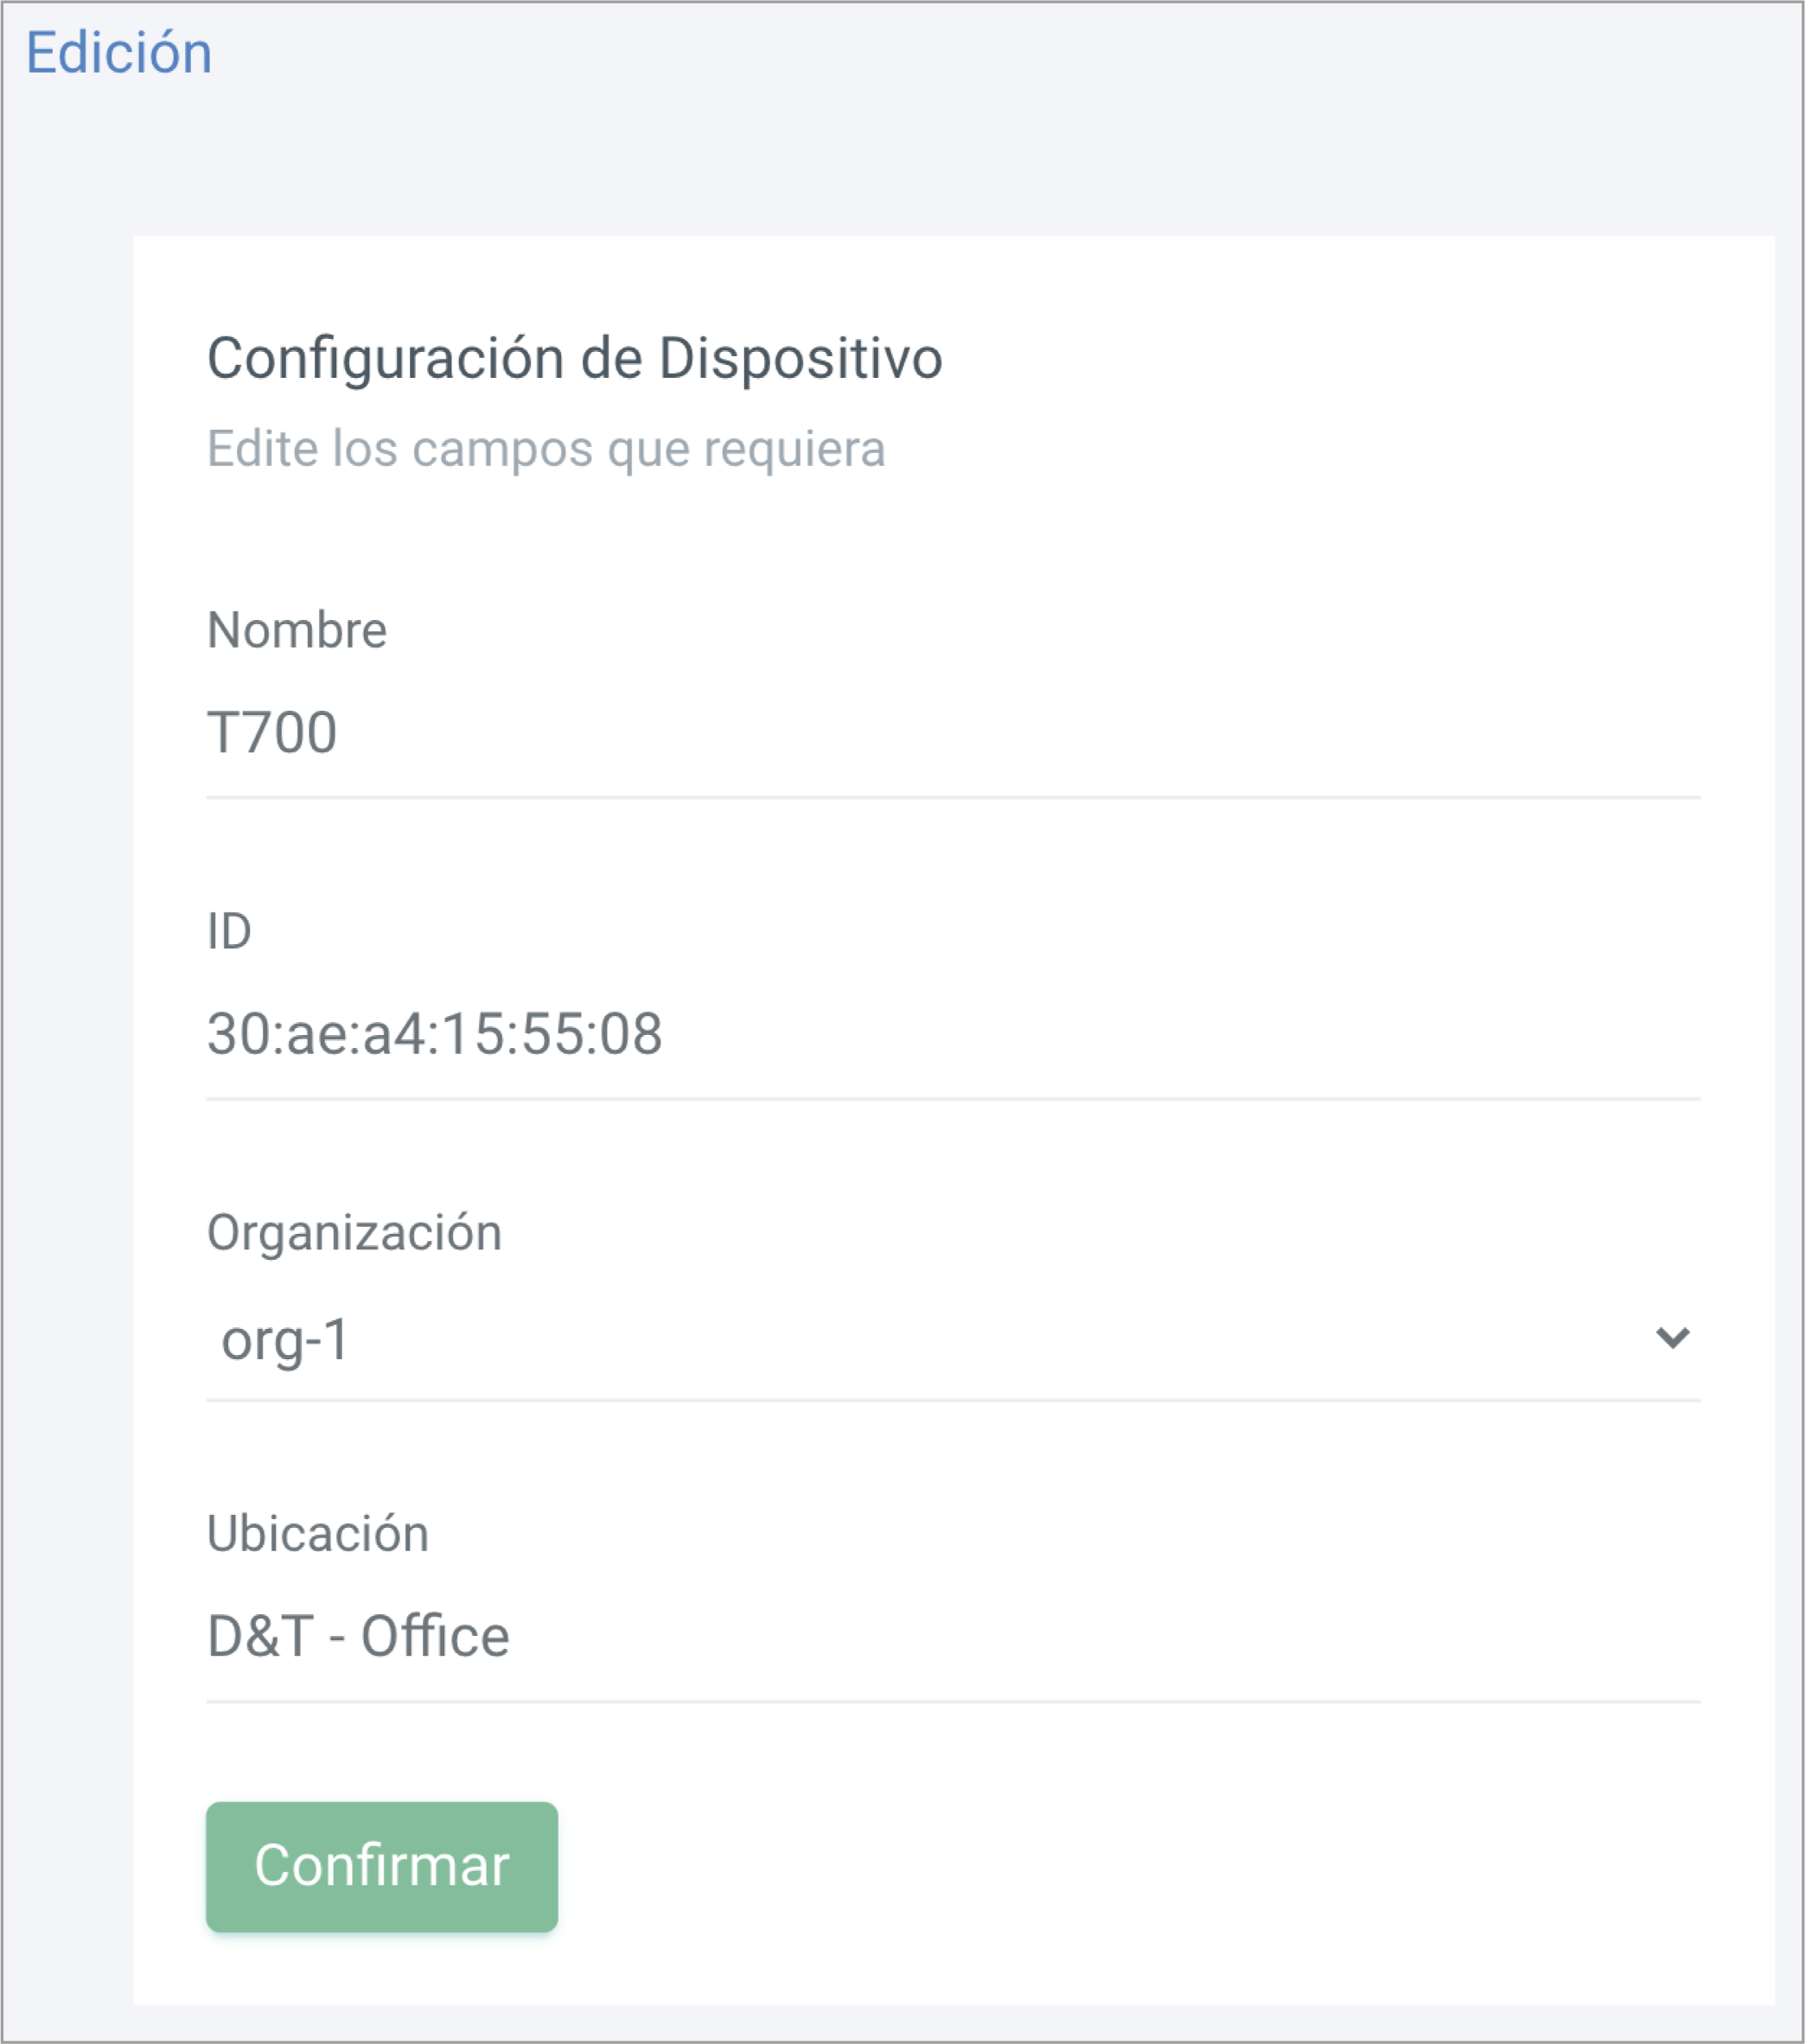 Edición
Configuración de Dispositivo
Edite los campos que requiera
Nombre
T700
ID
30:ae:a4:15:55:08
Organización
org-1
Ubicación
D&T - Office
Confirmar